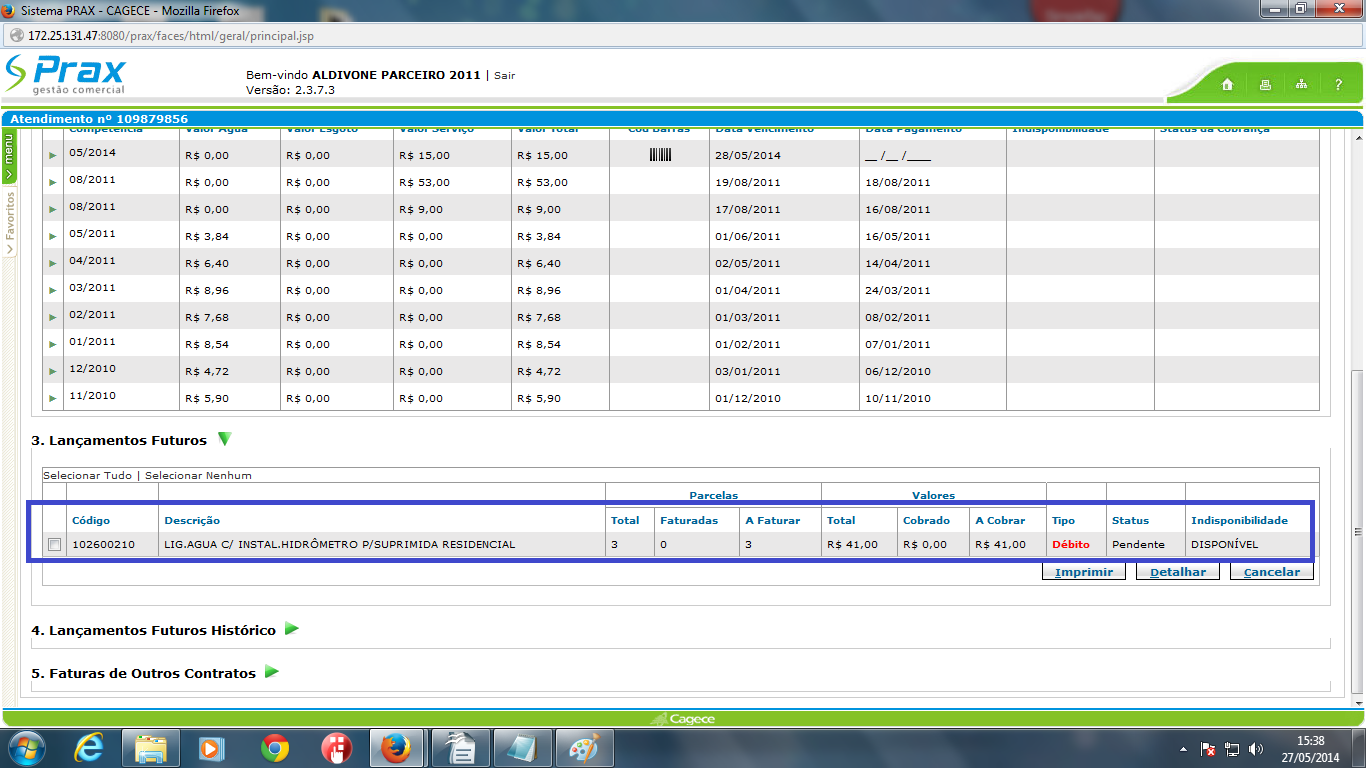 Sistema PRAX - CAGECE - Mozilla Firefox
172.25.131.47:8080/prax/faces/html/geral/principal.jsp
Prax
gestão comercial
Bem-vindo ALDIVONE PARCEIRO 2011 | Sair
Versão: 2.3.7.3
?
Atendimento nº 109879856
menu
Favoritos
Competência Valor Água Valor Esgoto Valor Serviço Valor Total Cód Barras Data Vencimento Data Pagamento Indisponibilidade Status da Cobrança
05/2014 R$ 0,00 R$ 0,00 R$ 15,00 R$ 15,00 28/05/2014 __ /__ /____
08/2011 R$ 0,00 R$ 0,00 R$ 53,00 R$ 53,00 19/08/2011 18/08/2011
08/2011 R$ 0,00 R$ 0,00 R$ 9,00 R$ 9,00 17/08/2011 16/08/2011
05/2011 R$ 3,84 R$ 0,00 R$ 0,00 R$ 3,84 01/06/2011 16/05/2011
04/2011 R$ 6,40 R$ 0,00 R$ 0,00 R$ 6,40 02/05/2011 14/04/2011
03/2011 R$ 8,96 R$ 0,00 R$ 0,00 R$ 8,96 01/04/2011 24/03/2011
02/2011 R$ 7,68 R$ 0,00 R$ 0,00 R$ 7,68 01/03/2011 08/02/2011
01/2011 R$ 8,54 R$ 0,00 R$ 0,00 R$ 8,54 01/02/2011 07/01/2011
12/2010 R$ 4,72 R$ 0,00 R$ 0,00 R$ 4,72 03/01/2011 06/12/2010
11/2010 R$ 5,90 R$ 0,00 R$ 0,00 R$ 5,90 01/12/2010 10/11/2010
3. Lançamentos Futuros
Selecionar Tudo | Selecionar Nenhum
Parcelas Valores
Código Descrição Total Faturadas A Faturar Total Cobrado A Cobrar Tipo Status Indisponibilidade
102600210 LIG.AGUA C/ INSTAL.HIDRÔMETRO P/SUPRIMIDA RESIDENCIAL 3 0 3 R$ 41,00 R$ 0,00 R$ 41,00 Débito Pendente DISPONÍVEL
Imprimir Detalhar Cancelar
4. Lançamentos Futuros Histórico
5. Faturas de Outros Contratos
Cagece
15:38
27/05/2014